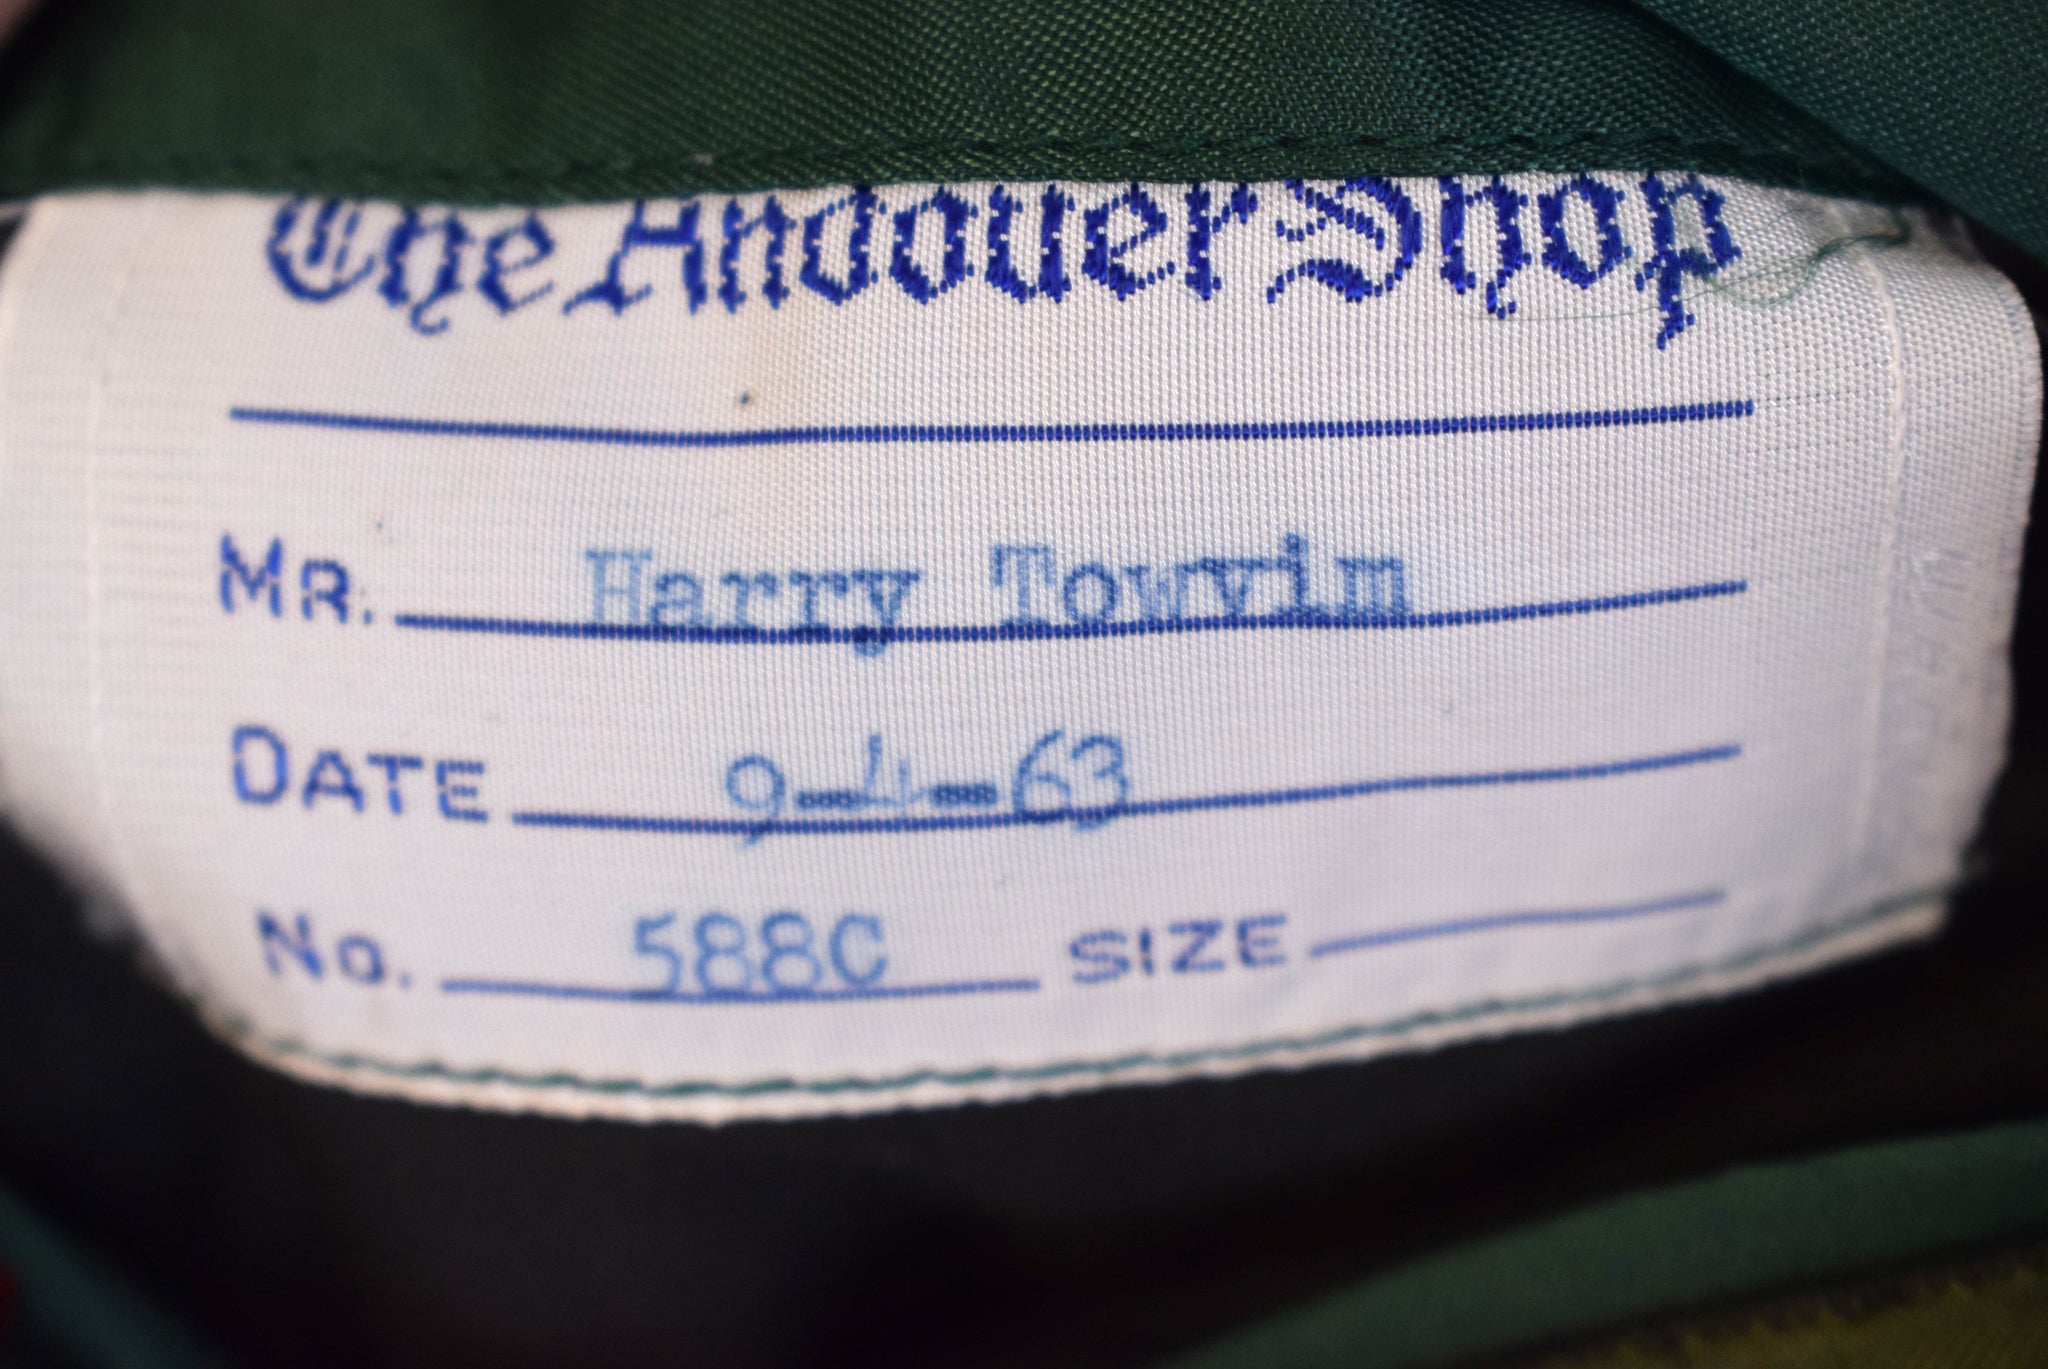 The Andover Shop
MR. Harry Towvim
DATE 9-4-63
No. 588C SIZE